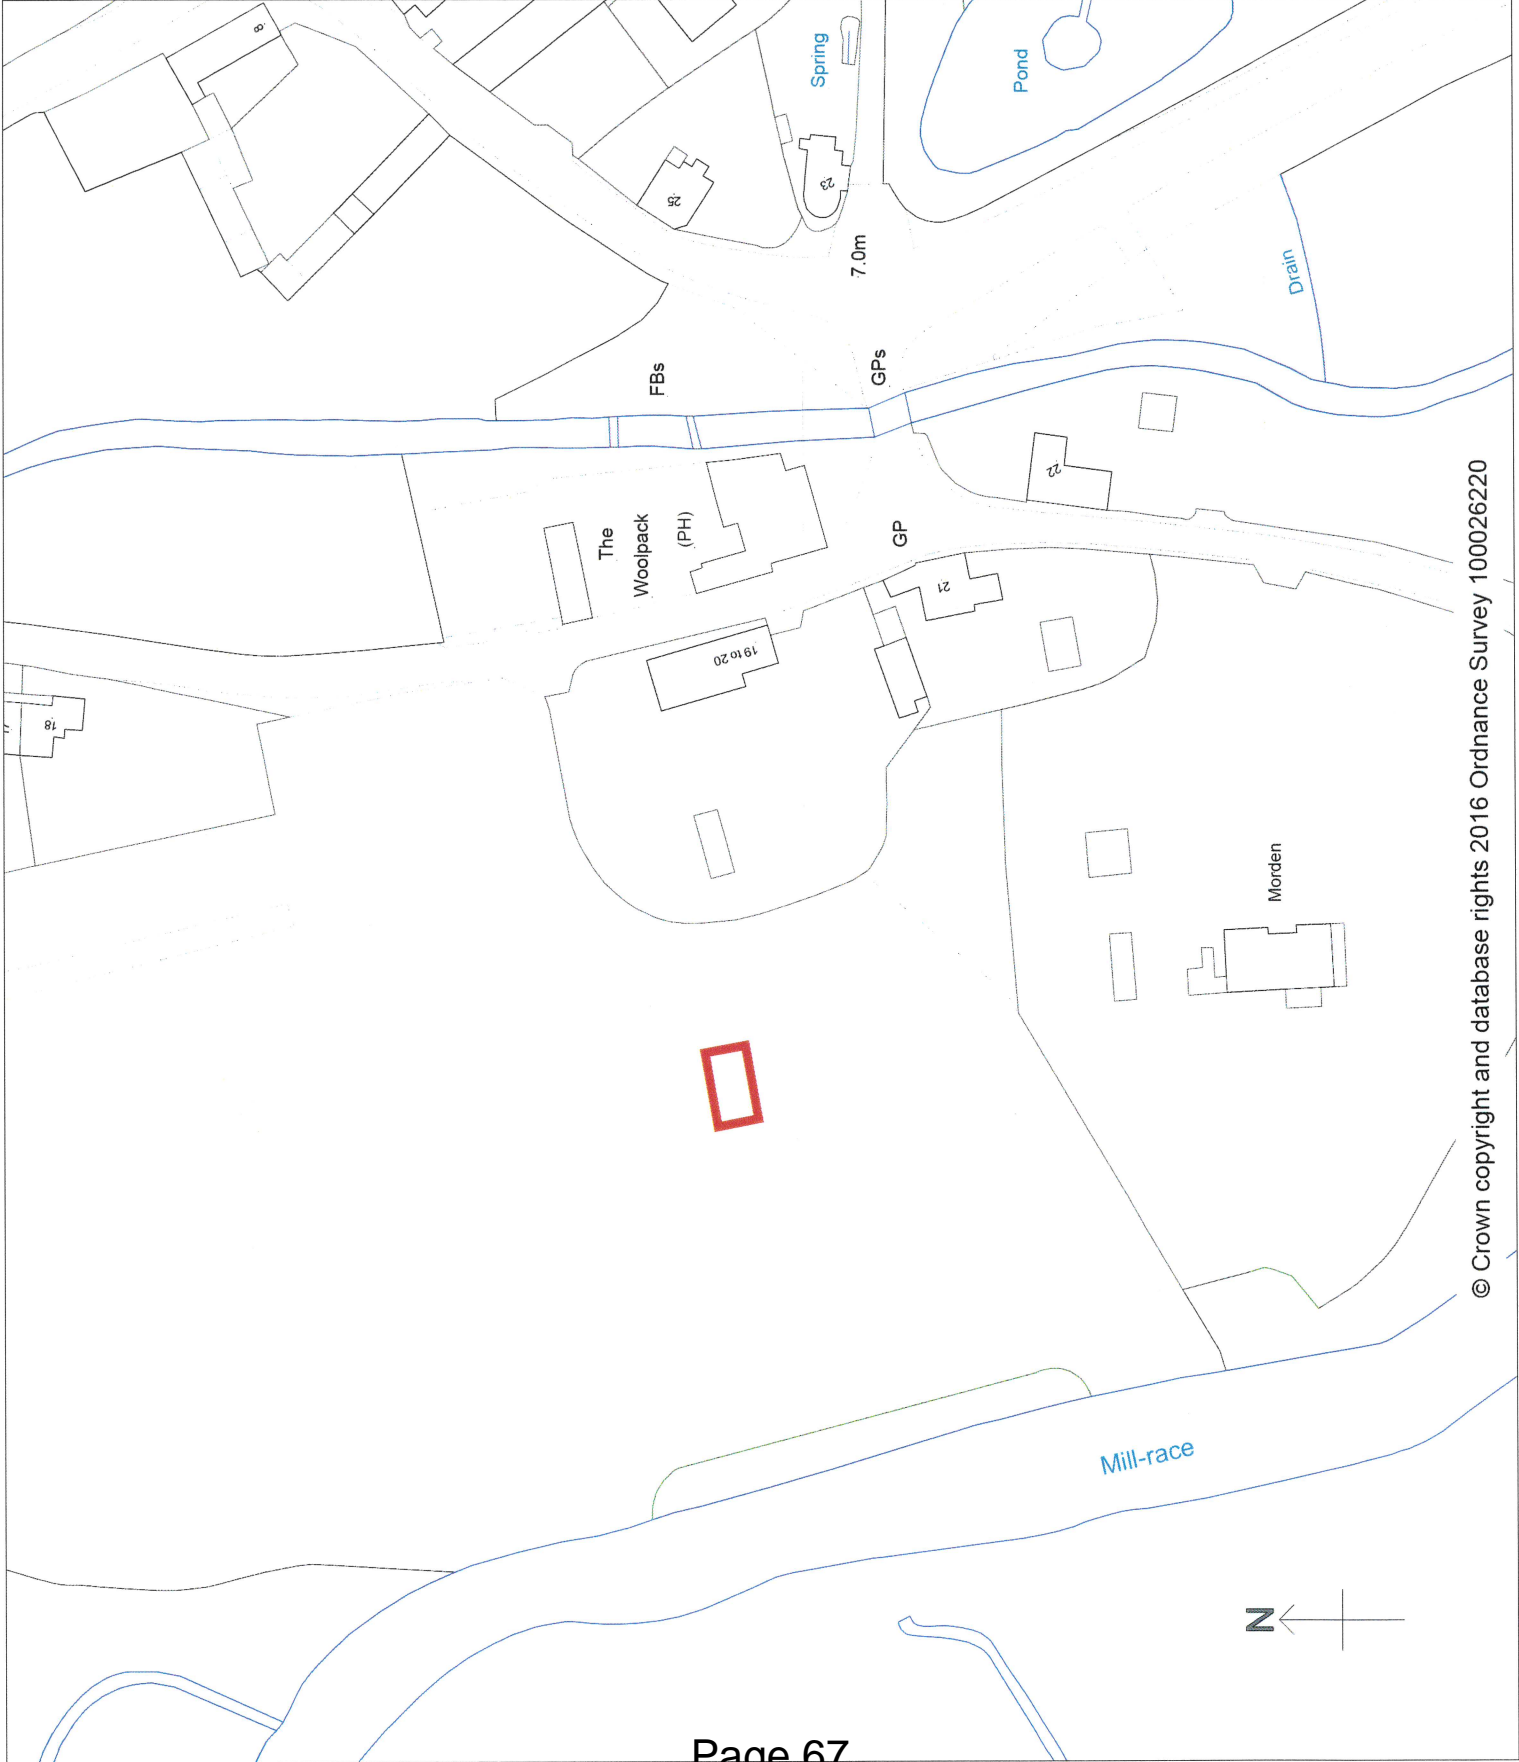 8
Spring
Pond
25
23
7.0m
Drain
FBs
GPs
22
The
Woolpack
(PH)
GP
21
19 to 20
18
Morden
Mill-race
N
© Crown copyright and database rights 2016 Ordnance Survey 100026220
Page 67